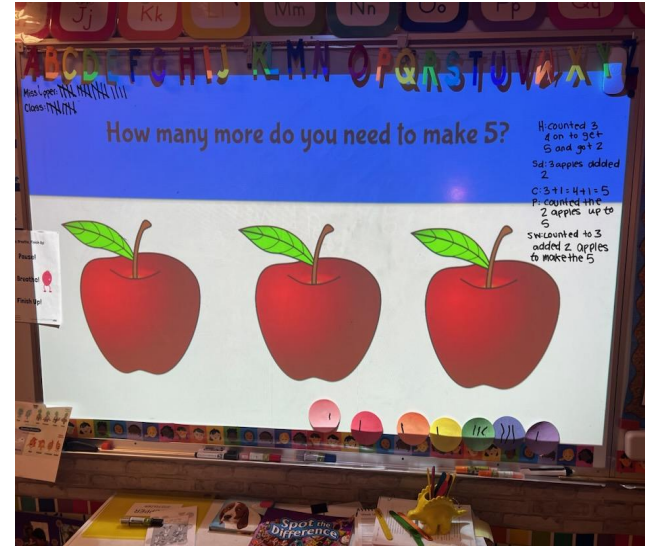 Jj
Kk
Mm
Nn
Oo
Pp
Qq
A B C D E F G H I J K L M N O P Q R S T U V W X Y Z
Miss Lipper:
Class:
How many more do you need to make 5?
H: counted 3
& on to get
5 and got 2
Sd: 3 apples added
2
C: 3+1=4+1=5
P: counted the
2 apples up to
5
SW: counted to 3
added 2 apples
to make the 5
Pause!
Breathe!
Finish Up!
Spot the
Difference